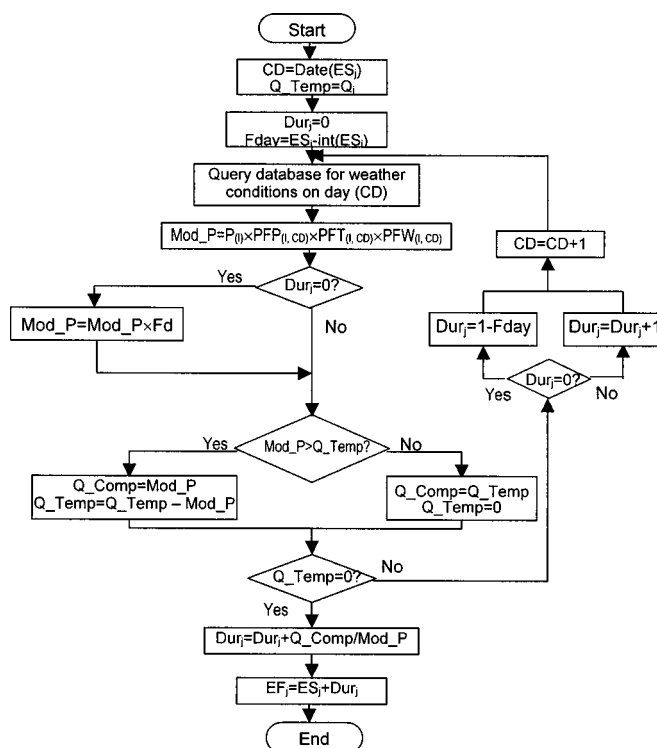 Start
CD=Date(ESj)
Q_Temp=Qj
Durj=0
Fday=ESj-int(ESj)
Query database for weather
conditions on day (CD)
Mod_P=P(I)×PFP(I, CD)×PFT(I, CD)×PFW(I, CD)
CD=CD+1
Yes
Durj=0?
No
Mod_P=Mod_P×Fd
Durj=1-Fday
Durj=Durj+1
Yes
Durj=0?
No
Yes
Mod_P>Q_Temp?
No
Q_Comp=Mod_P
Q_Temp=Q_Temp – Mod_P
Q_Comp=Q_Temp
Q_Temp=0
Q_Temp=0?
No
Yes
Durj=Durj+Q_Comp/Mod_P
EFj=ESj+Durj
End